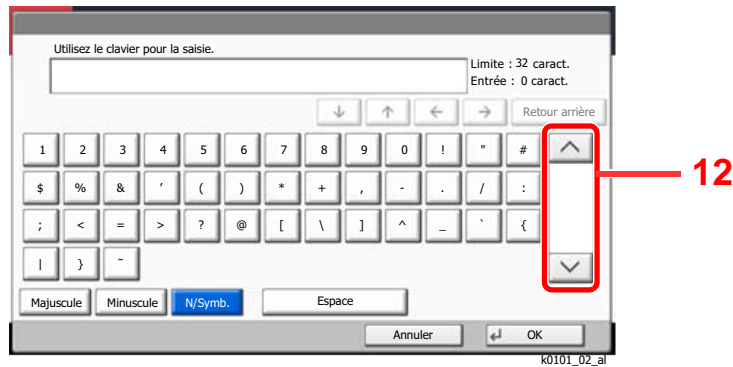 Utilisez le clavier pour la saisie.
Limite : 32 caract.
Entrée : 0 caract.
↓ ↑ ← → Retour arrière
1 2 3 4 5 6 7 8 9 0 ! " #
$ % & ' ( ) * + , - . / :
; < = > ? @ [ \ ] ^ _ ` {
| } ~
12
Majuscule Minuscule N/Symb. Espace
Annuler OK
k0101_02_al